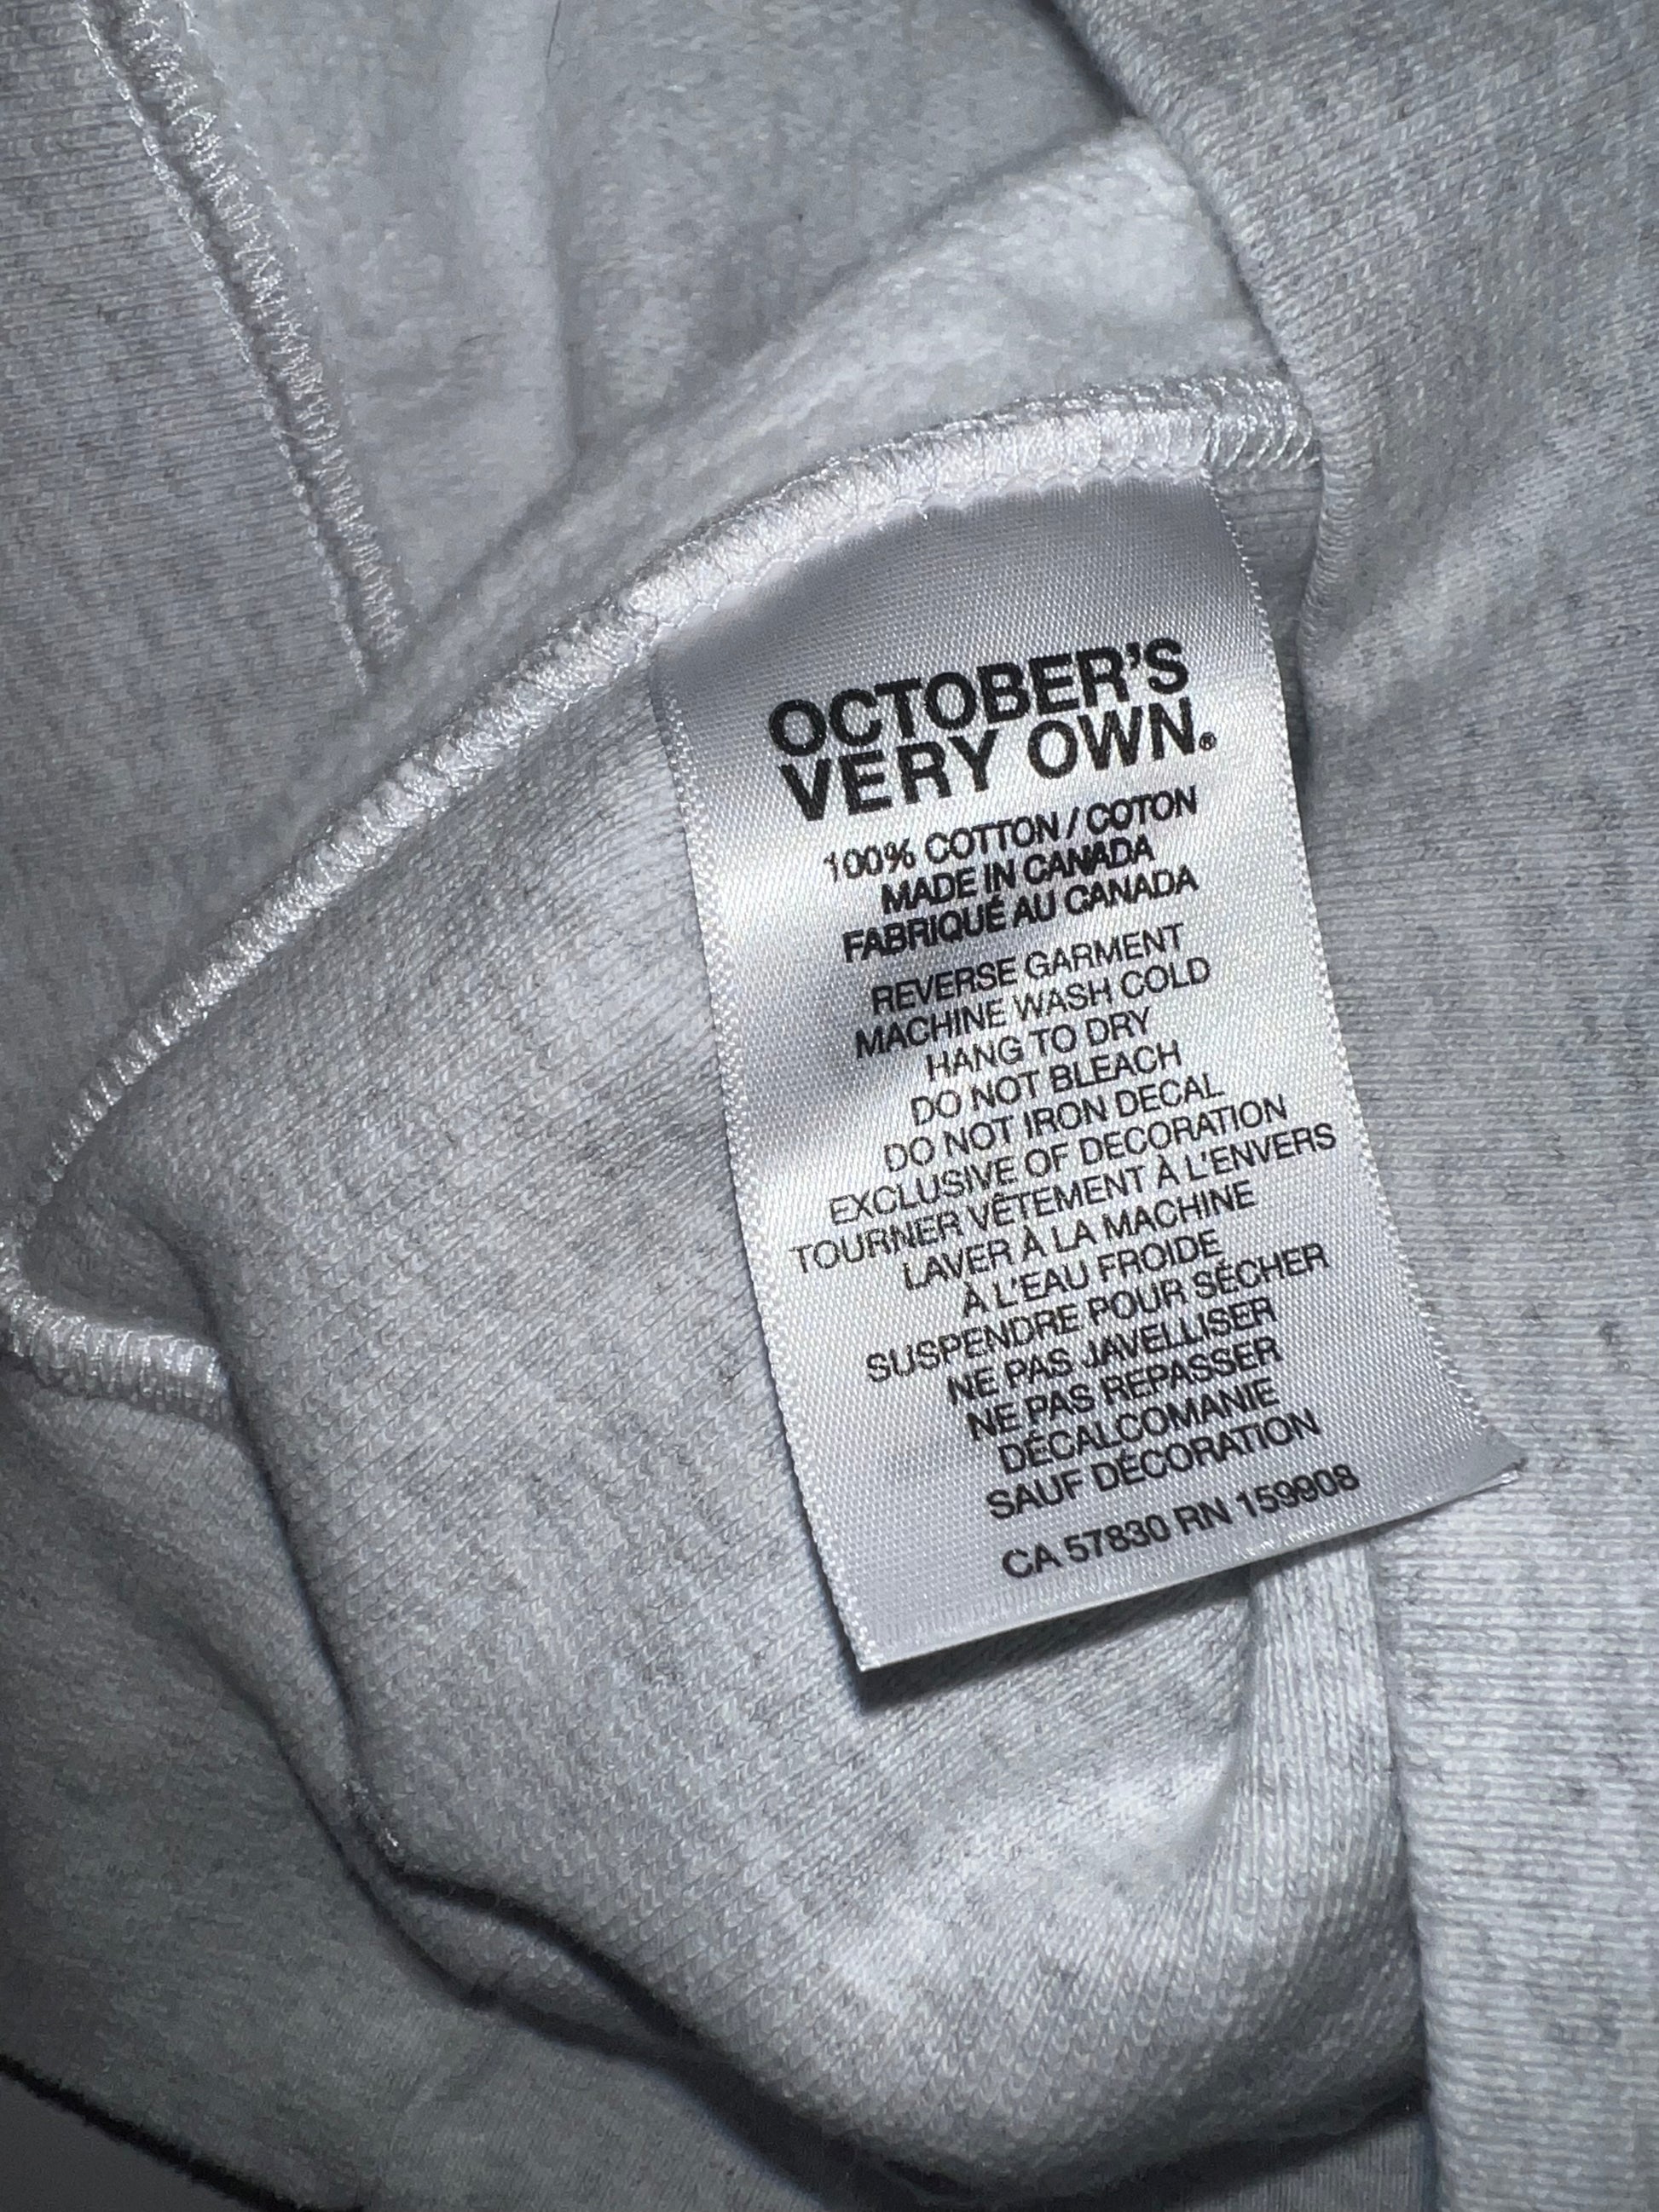 OCTOBER'S
VERY OWN.®
100% COTTON / COTON
MADE IN CANADA
FABRIQUÉ AU CANADA
REVERSE GARMENT
MACHINE WASH COLD
HANG TO DRY
DO NOT BLEACH
DO NOT IRON DECAL
EXCLUSIVE OF DECORATION
TOURNER VÊTEMENT À L'ENVERS
LAVER À LA MACHINE
À L'EAU FROIDE
SUSPENDRE POUR SÉCHER
NE PAS JAVELLISER
NE PAS REPASSER
DÉCALCOMANIE
SAUF DÉCORATION
CA 57830 RN 159908